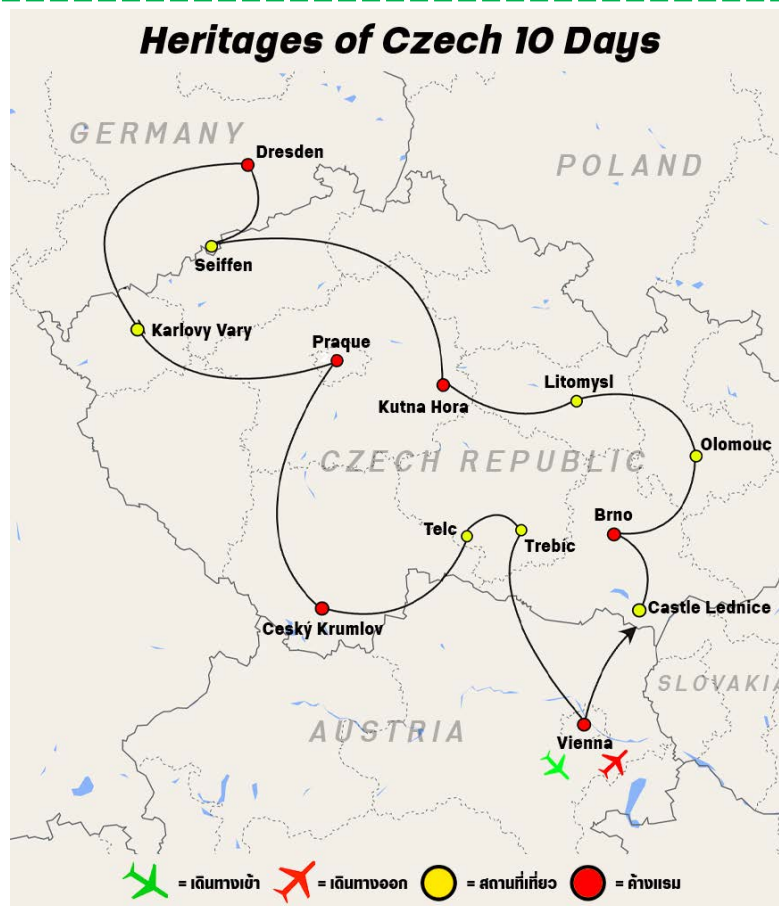 Heritages of Czech 10 Days
GERMANY
Dresden
POLAND
Seiffen
Karlovy Vary
Praque
Litomysl
Kutna Hora
Olomouc
CZECH REPUBLIC
Brno
Telc
Trebic
Castle Lednice
Ceský Krumlov
SLOVAKIA
AUSTRIA
Vienna
= เดินทางเข้า = เดินทางออก = สถานที่เที่ยว = ค้างแรม